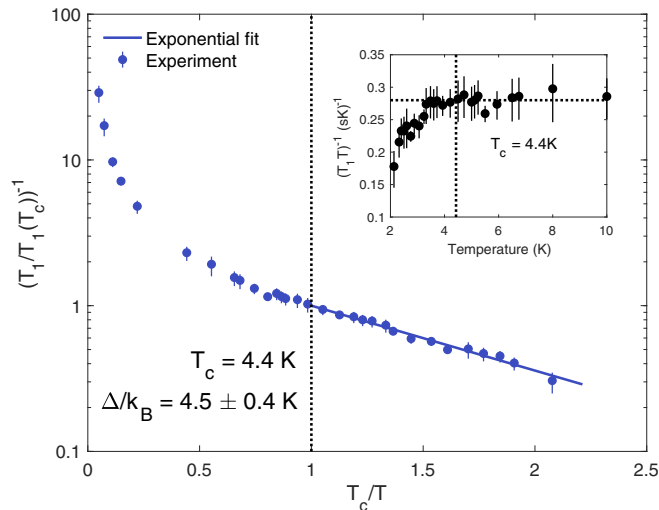 100
10
1
0.1
(T1/T1(Tc))⁻¹
Exponential fit
Experiment
Tc = 4.4 K
Δ/kB = 4.5 ± 0.4 K
0
0.5
1
1.5
2
2.5
Tc/T
0.35
0.3
0.25
0.2
0.15
0.1
(T1T)⁻¹ (sK)⁻¹
Tc = 4.4K
2
4
6
8
10
Temperature (K)